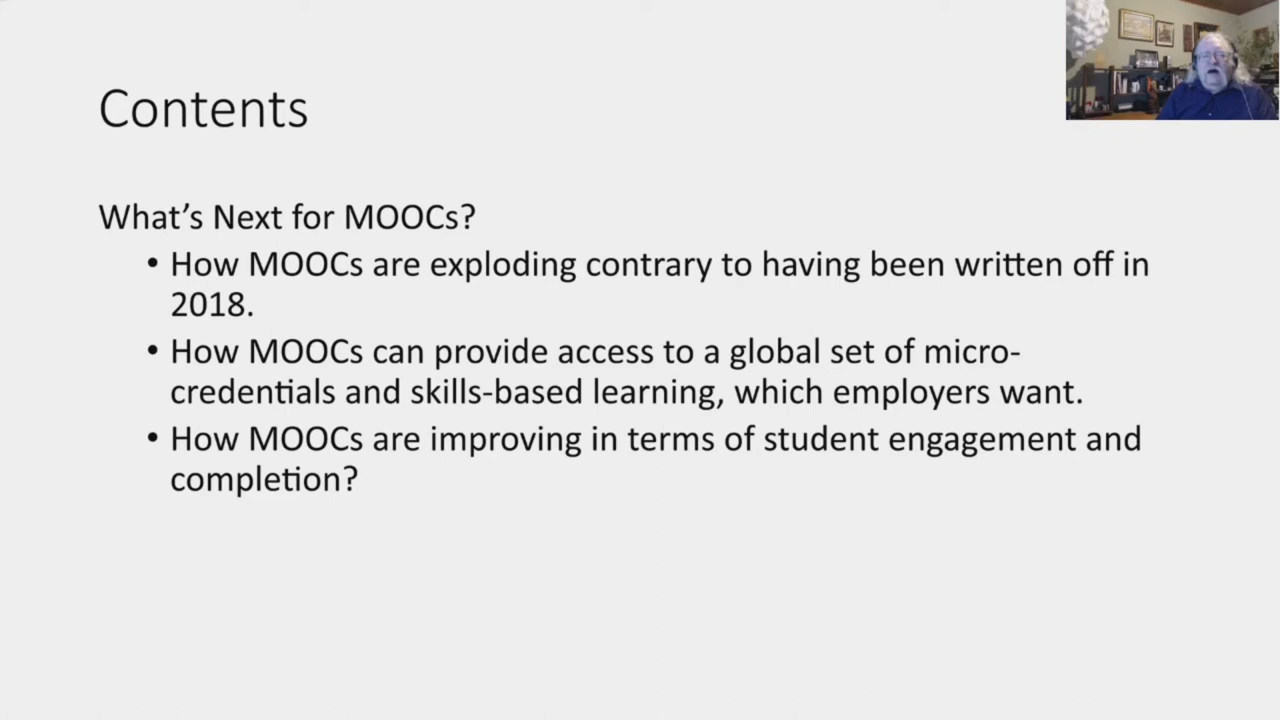 Contents
What’s Next for MOOCs?
• How MOOCs are exploding contrary to having been written off in
2018.
• How MOOCs can provide access to a global set of micro-
credentials and skills-based learning, which employers want.
• How MOOCs are improving in terms of student engagement and
completion?